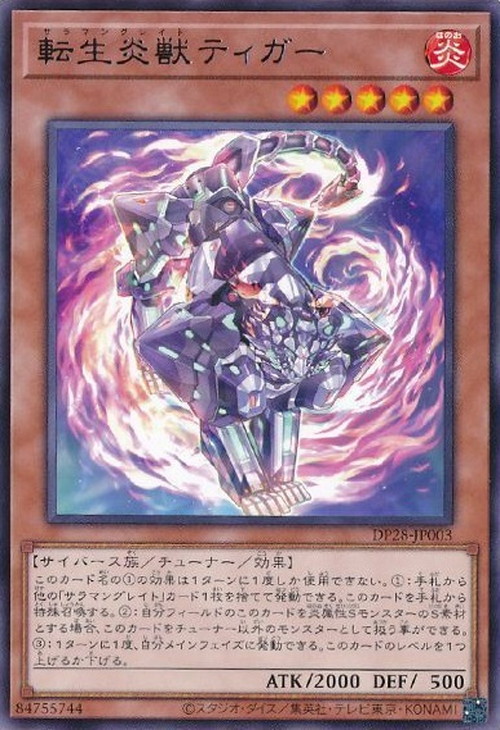 サラマングレイト
転生炎獣ティガー
ほのお
炎
DP28-JP003
【サイバース族／チューナー／効果】
このカード名の①の効果は１ターンに１度しか使用できない。①：手札から
他の「サラマングレイト」カード１枚を捨てて発動できる。このカードを手札から
特殊召喚する。②：自分フィールドのこのカードを炎属性Sモンスターの S素材
とする場合、このカードをチューナー以外のモンスターとして扱う事ができる。
③：１ターンに１度、自分メインフェイズに発動できる。このカードのレベルを１つ
上げるか下げる。
ATK/2000 DEF/ 500
84755744
©スタジオ・ダイス／集英社・テレビ東京・KONAMI